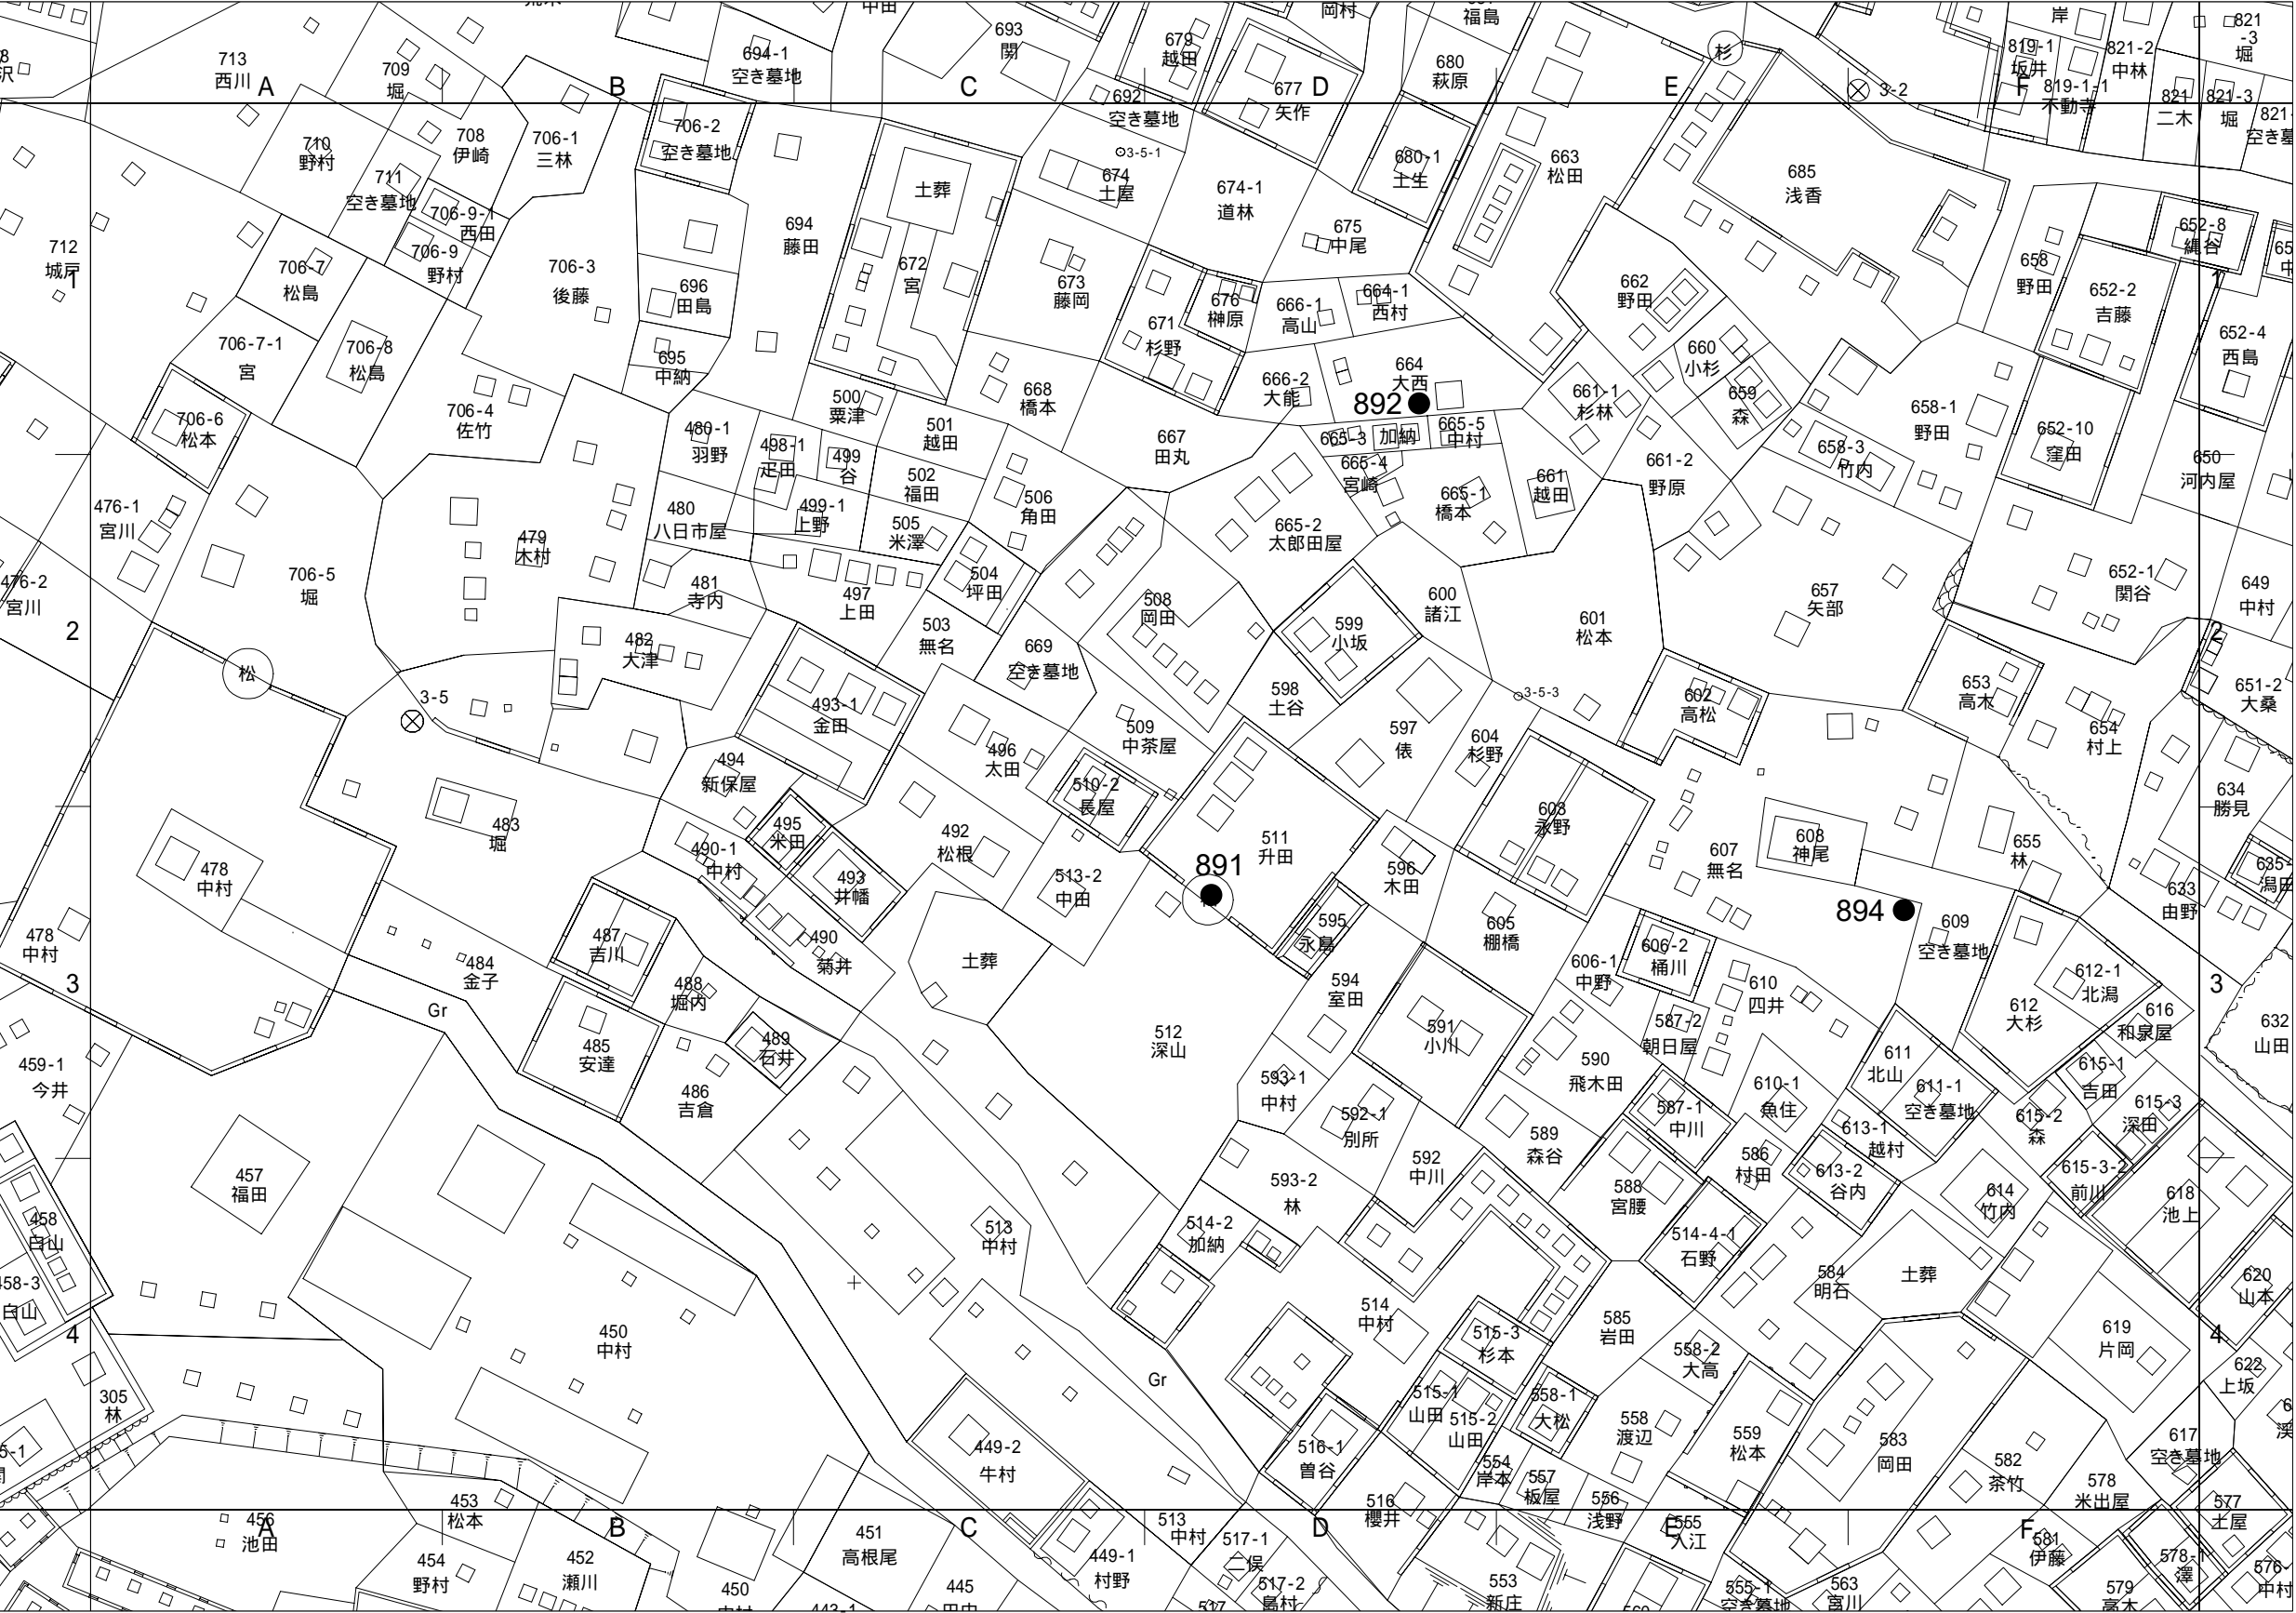 中田
693
関
679
越田
岡村
福島
岸
821
-3
堀
713
西川
A
709
堀
B
694-1
空き墓地
C
692
空き墓地
677
矢作
D
680
萩原
E
杉
3-2
819-1
坂井
F
819-1-1
不動寺
821-2
中林
821
二木
821-3
堀
空き墓
710
野村
708
伊崎
706-1
三林
706-2
空き墓地
3-5-1
674
土屋
680-1
土生
663
松田
685
浅香
711
空き墓地
706-9-1
西田
706-9
野村
土葬
674-1
道林
675
中尾
694
藤田
712
城戸
1
706-7
松島
706-3
後藤
696
田島
672
宮
673
藤岡
676
榊原
666-1
高山
664-1
西村
662
野田
658
野田
652-8
縄谷
652-2
吉藤
1
706-7-1
宮
706-8
松島
695
中納
671
杉野
660
小杉
652-4
西島
706-6
松本
706-4
佐竹
500
粟津
668
橋本
666-2
大能
664
大西
892
661-1
杉林
659
森
658-1
野田
480-1
羽野
498-1
疋田
499
谷
501
越田
667
田丸
665-3
加納
665-5
中村
658-3
竹内
652-10
窪田
650
河内屋
502
福田
665-4
宮崎
661
越田
661-2
野原
476-1
宮川
480
八日市屋
499-1
上野
506
角田
665-1
橋本
479
木村
505
米澤
665-2
太郎田屋
476-2
宮川
706-5
堀
481
寺内
497
上田
504
坪田
508
岡田
600
諸江
601
松本
657
矢部
652-1
関谷
649
中村
2
482
大津
503
無名
669
空き墓地
599
小坂
2
松
3-5
493-1
金田
598
土谷
3-5-3
602
高松
653
高木
651-2
大桑
496
太田
509
中茶屋
597
俵
604
杉野
654
村上
494
新保屋
510-2
長屋
634
勝見
483
堀
495
米田
492
松根
511
升田
603
永野
608
神尾
655
林
478
中村
490-1
中村
493
井幡
513-2
中田
891
596
木田
607
無名
633
由野
894
609
空き墓地
478
中村
487
吉川
490
菊井
595
永島
605
棚橋
606-2
桶川
3
484
金子
488
堀内
土葬
594
室田
606-1
中野
610
四井
612-1
北潟
612
大杉
616
和泉屋
3
632
山田
Gr
485
安達
489
石井
512
深山
591
小川
587-2
朝日屋
459-1
今井
486
吉倉
593-1
中村
592-1
別所
590
飛木田
610-1
魚住
611
北山
611-1
空き墓地
615-1
吉田
587-1
中川
613-1
越村
615-2
森
615-3
深田
457
福田
592
中川
589
森谷
586
村田
613-2
谷内
615-3-2
前川
593-2
林
588
宮腰
614
竹内
618
池上
458
白山
513
中村
514-2
加納
514-4-1
石野
458-3
白山
584
明石
土葬
620
山本
4
450
中村
514
中村
515-3
杉本
585
岩田
558-2
大高
619
片岡
4
622
上坂
305
林
Gr
515-1
山田
515-2
山田
558-1
大松
558
渡辺
559
松本
583
岡田
582
茶竹
617
空き墓地
449-2
牛村
516-1
曽谷
554
岸本
557
板屋
578
米出屋
577
土屋
453
松本
456
池田
A
B
451
高根尾
C
513
中村
516
櫻井
D
556
浅野
555
入江
E
F
581
伊藤
454
野村
452
瀬川
449-1
村野
517-1
二俣
517-2
島村
578-1
澤
450
445
田中
553
新庄
555-1
空き墓地
563
宮川
579
高木
576-
中村